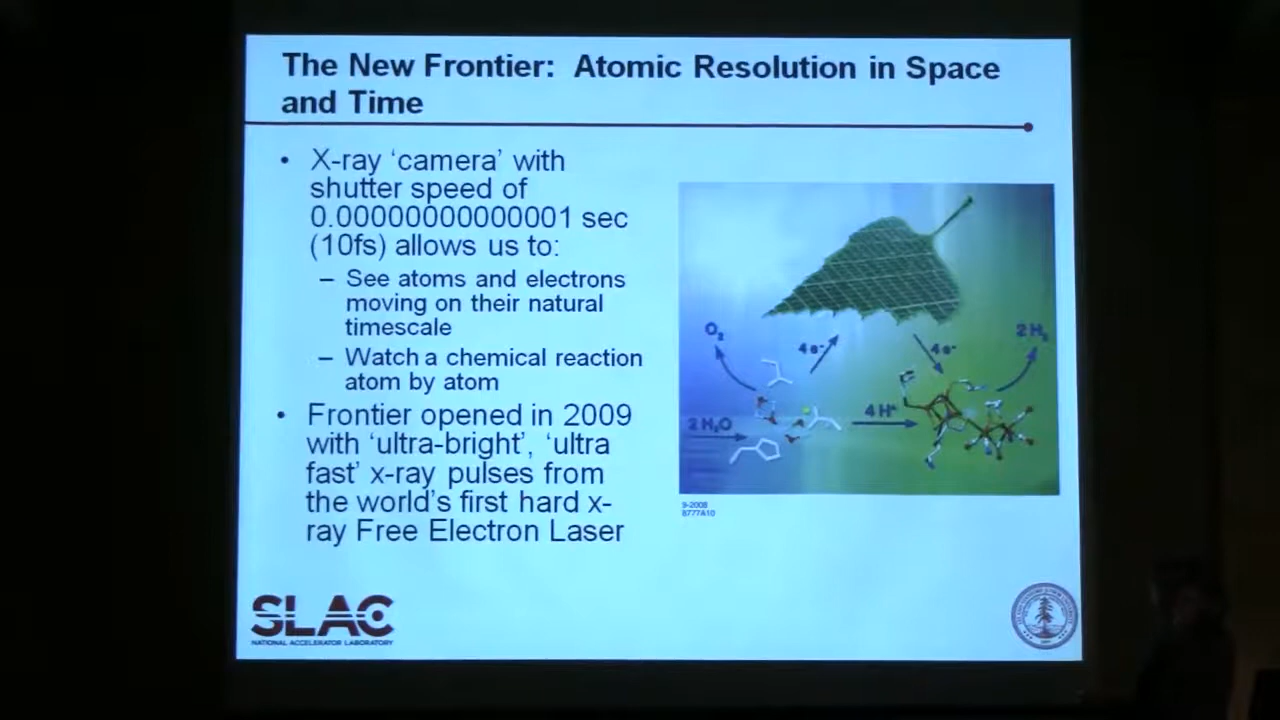 The New Frontier:  Atomic Resolution in Space
and Time
• X-ray ‘camera’ with
shutter speed of
0.00000000000001 sec
(10fs) allows us to:
– See atoms and electrons
moving on their natural
timescale
– Watch a chemical reaction
atom by atom
• Frontier opened in 2009
with ‘ultra-bright’, ‘ultra
fast’ x-ray pulses from
the world’s first hard x-
ray Free Electron Laser
O₂
4e⁻
4e⁻
2H₂
2H₂O
4H⁺
9-2008
8777A10
SLAC
NATIONAL ACCELERATOR LABORATORY